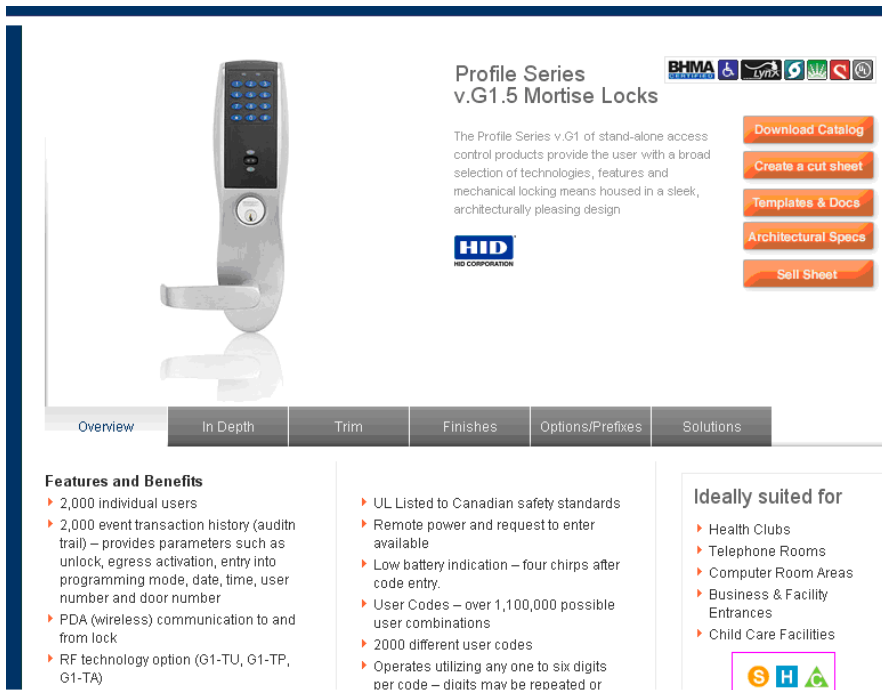 Profile Series
v.G1.5 Mortise Locks
BHMA
CERTIFIED
Lynx
UL
The Profile Series v.G1 of stand-alone access
control products provide the user with a broad
selection of technologies, features and
mechanical locking means housed in a sleek,
architecturally pleasing design
HID
HID CORPORATION
Download Catalog
Create a cut sheet
Templates & Docs
Architectural Specs
Sell Sheet
Overview
In Depth
Trim
Finishes
Options/Prefixes
Solutions
Features and Benefits
2,000 individual users
2,000 event transaction history (auditn
trail) – provides parameters such as
unlock, egress activation, entry into
programming mode, date, time, user
number and door number
PDA (wireless) communication to and
from lock
RF technology option (G1-TU, G1-TP,
G1-TA)
UL Listed to Canadian safety standards
Remote power and request to enter
available
Low battery indication – four chirps after
code entry.
User Codes – over 1,100,000 possible
user combinations
2000 different user codes
Operates utilizing any one to six digits
per code – digits may be repeated or
Ideally suited for
Health Clubs
Telephone Rooms
Computer Room Areas
Business & Facility
Entrances
Child Care Facilities
S H C